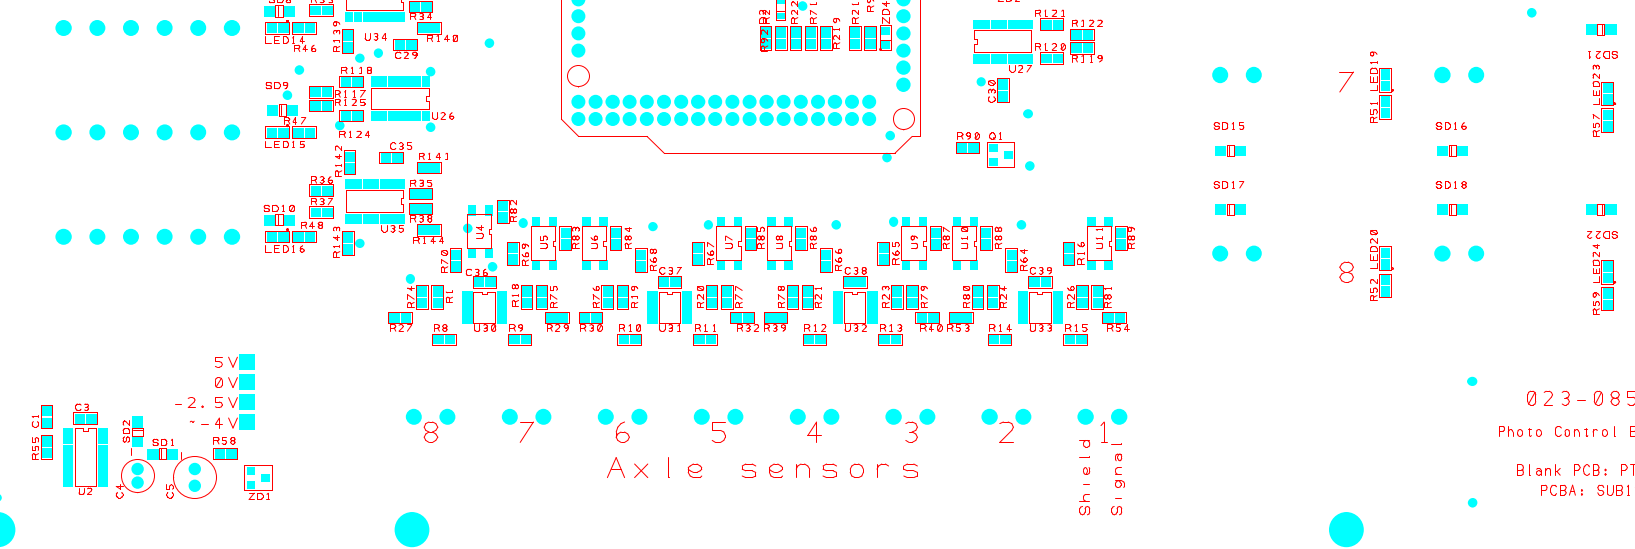 R34
R139
U34
R140
LED14
R46
C29
R92
R219
ZD4
R121
R122
R120
R119
U27
C30
SD21
7
LED19
R51
LED23
R57
R118
SD9
R117
R125
R47
U26
R124
LED15
R142
C35
R141
R90
Q1
SD15
SD16
R36
R35
R37
SD17
SD18
SD10
R48
R38
U35
R144
R143
LED16
R82
U4
R70
R69
U5
R83
U6
R84
R68
R67
U7
R85
U8
R86
R66
R65
U9
R87
U10
R88
R64
R16
U11
R89
SD22
8
LED20
R52
LED24
R59
C36
C37
C38
C39
R74
R1
R18
R75
R76
R19
R20
R77
R78
R21
R23
R79
R80
R24
R26
R81
R27
R8
U30
R9
R29
R30
R10
U31
R11
R32
R39
R12
U32
R13
R40
R53
R14
U33
R15
R54
5V
0V
-2.5V
~-4V
C1
C3
R55
U2
SD2
SD1
R58
C4
C5
ZD1
8 7 6 5 4 3 2 1
Axle sensors
Shield
Signal
023-085
Photo Control E
Blank PCB: PT
PCBA: SUB1